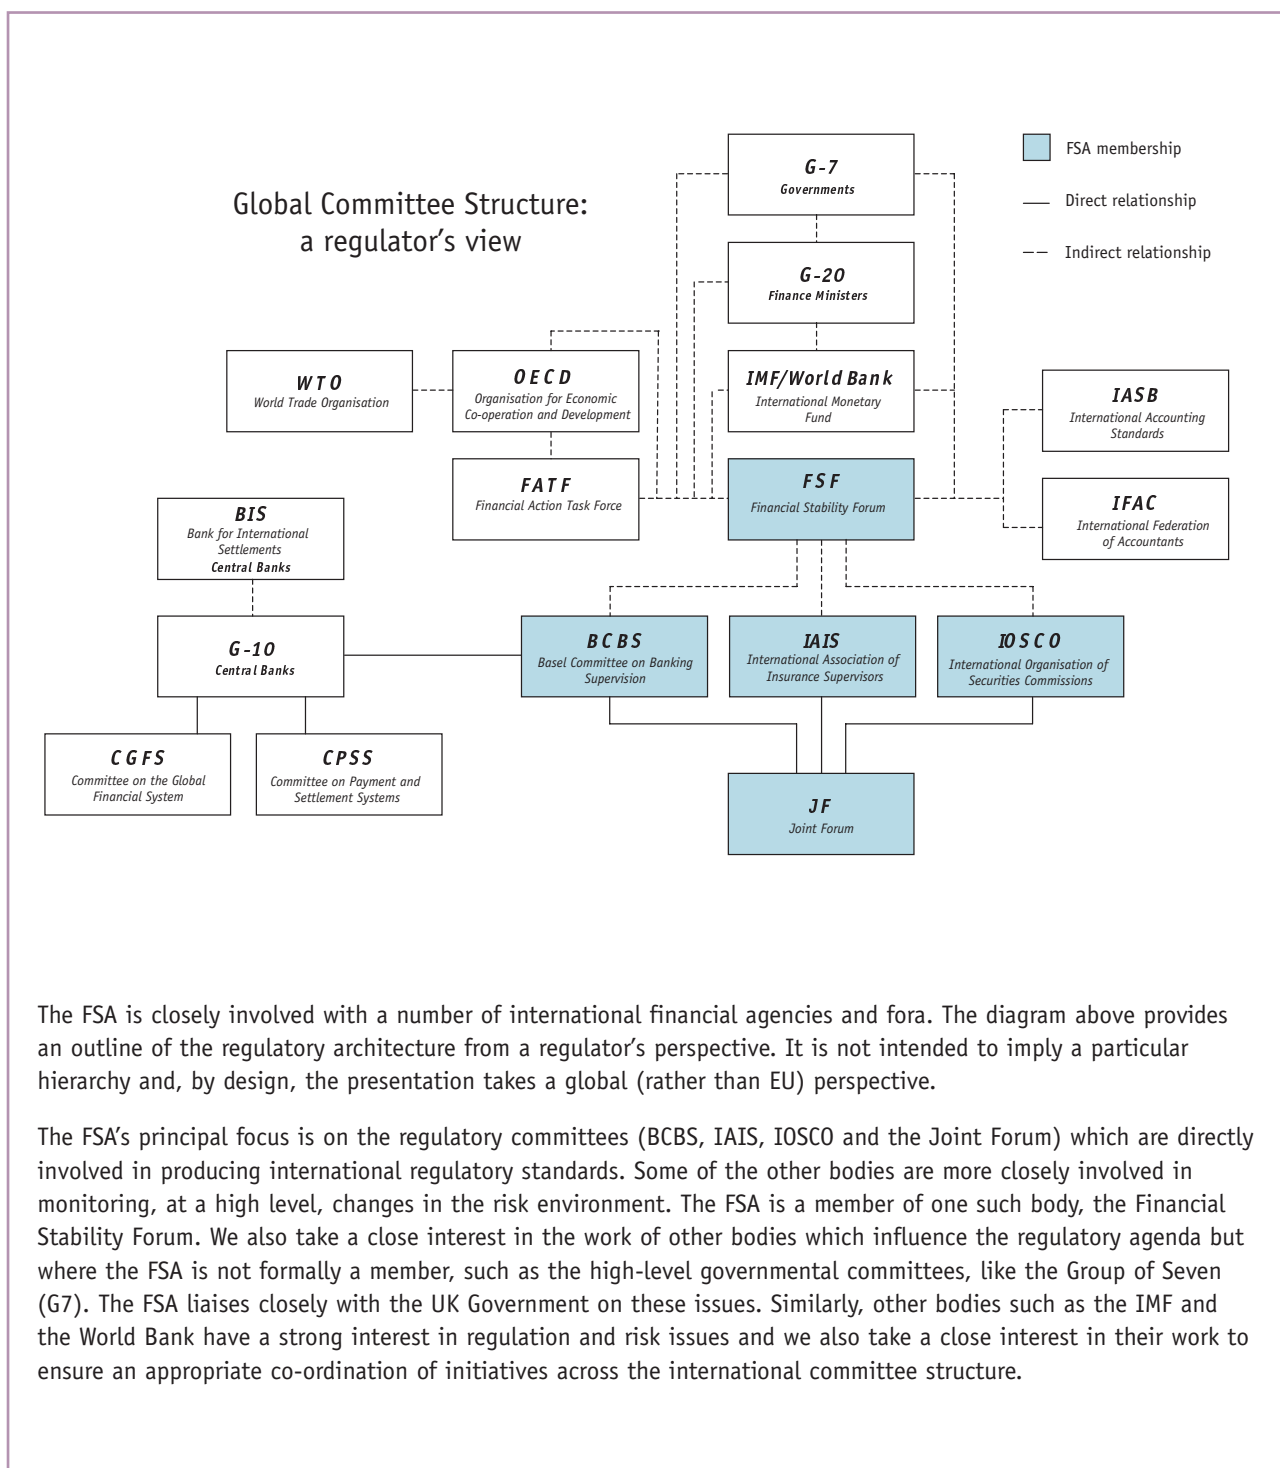 G-7
Governments
FSA membership
Global Committee Structure:
a regulator's view
Direct relationship
G-20
Finance Ministers
Indirect relationship
WTO
World Trade Organisation
OECD
Organisation for Economic
Co-operation and Development
IMF/World Bank
International Monetary
Fund
IASB
International Accounting
Standards
FATF
Financial Action Task Force
FSF
Financial Stability Forum
IFAC
International Federation
of Accountants
BIS
Bank for International
Settlements
Central Banks
G-10
Central Banks
BCBS
Basel Committee on Banking
Supervision
IAIS
International Association of
Insurance Supervisors
IOSCO
International Organisation of
Securities Commissions
CGFS
Committee on the Global
Financial System
CPSS
Committee on Payment and
Settlement Systems
JF
Joint Forum
The FSA is closely involved with a number of international financial agencies and fora. The diagram above provides
an outline of the regulatory architecture from a regulator's perspective. It is not intended to imply a particular
hierarchy and, by design, the presentation takes a global (rather than EU) perspective.
The FSA's principal focus is on the regulatory committees (BCBS, IAIS, IOSCO and the Joint Forum) which are directly
involved in producing international regulatory standards. Some of the other bodies are more closely involved in
monitoring, at a high level, changes in the risk environment. The FSA is a member of one such body, the Financial
Stability Forum. We also take a close interest in the work of other bodies which influence the regulatory agenda but
where the FSA is not formally a member, such as the high-level governmental committees, like the Group of Seven
(G7). The FSA liaises closely with the UK Government on these issues. Similarly, other bodies such as the IMF and
the World Bank have a strong interest in regulation and risk issues and we also take a close interest in their work to
ensure an appropriate co-ordination of initiatives across the international committee structure.